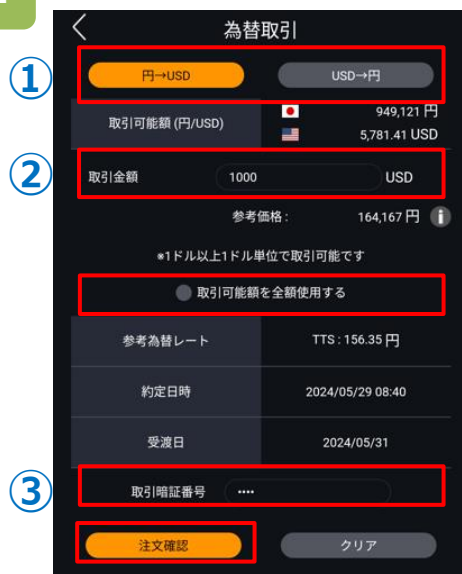 為替取引
①
円→USD
USD→円
取引可能額 (円/USD)
949,121 円
5,781.41 USD
②
取引金額
1000
USD
参考価格 :
164,167 円
i
※1ドル以上1ドル単位で取引可能です
取引可能額を全額使用する
参考為替レート
TTS : 156.35 円
約定日時
2024/05/29 08:40
受渡日
2024/05/31
③
取引暗証番号
••••
注文確認
クリア